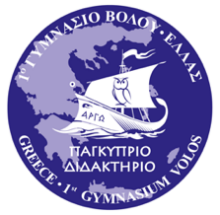 1º ΓΥΜΝΑΣΙΟ ΒΟΛΟΥ · ΕΛΛΑΣ
ΑΡΓΩ
ΠΑΓΚΥΠΡΙΟ
ΔΙΔΑΚΤΗΡΙΟ
GREECE · 1st GYMNASIUM VOLOS